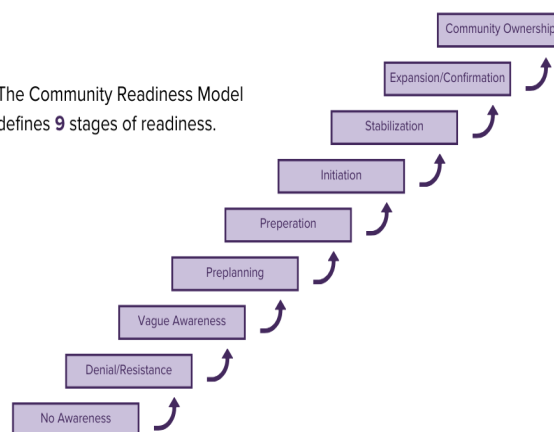 Community Ownership
Expansion/Confirmation
The Community Readiness Model
defines 9 stages of readiness.
Stabilization
Initiation
Preperation
Preplanning
Vague Awareness
Denial/Resistance
No Awareness